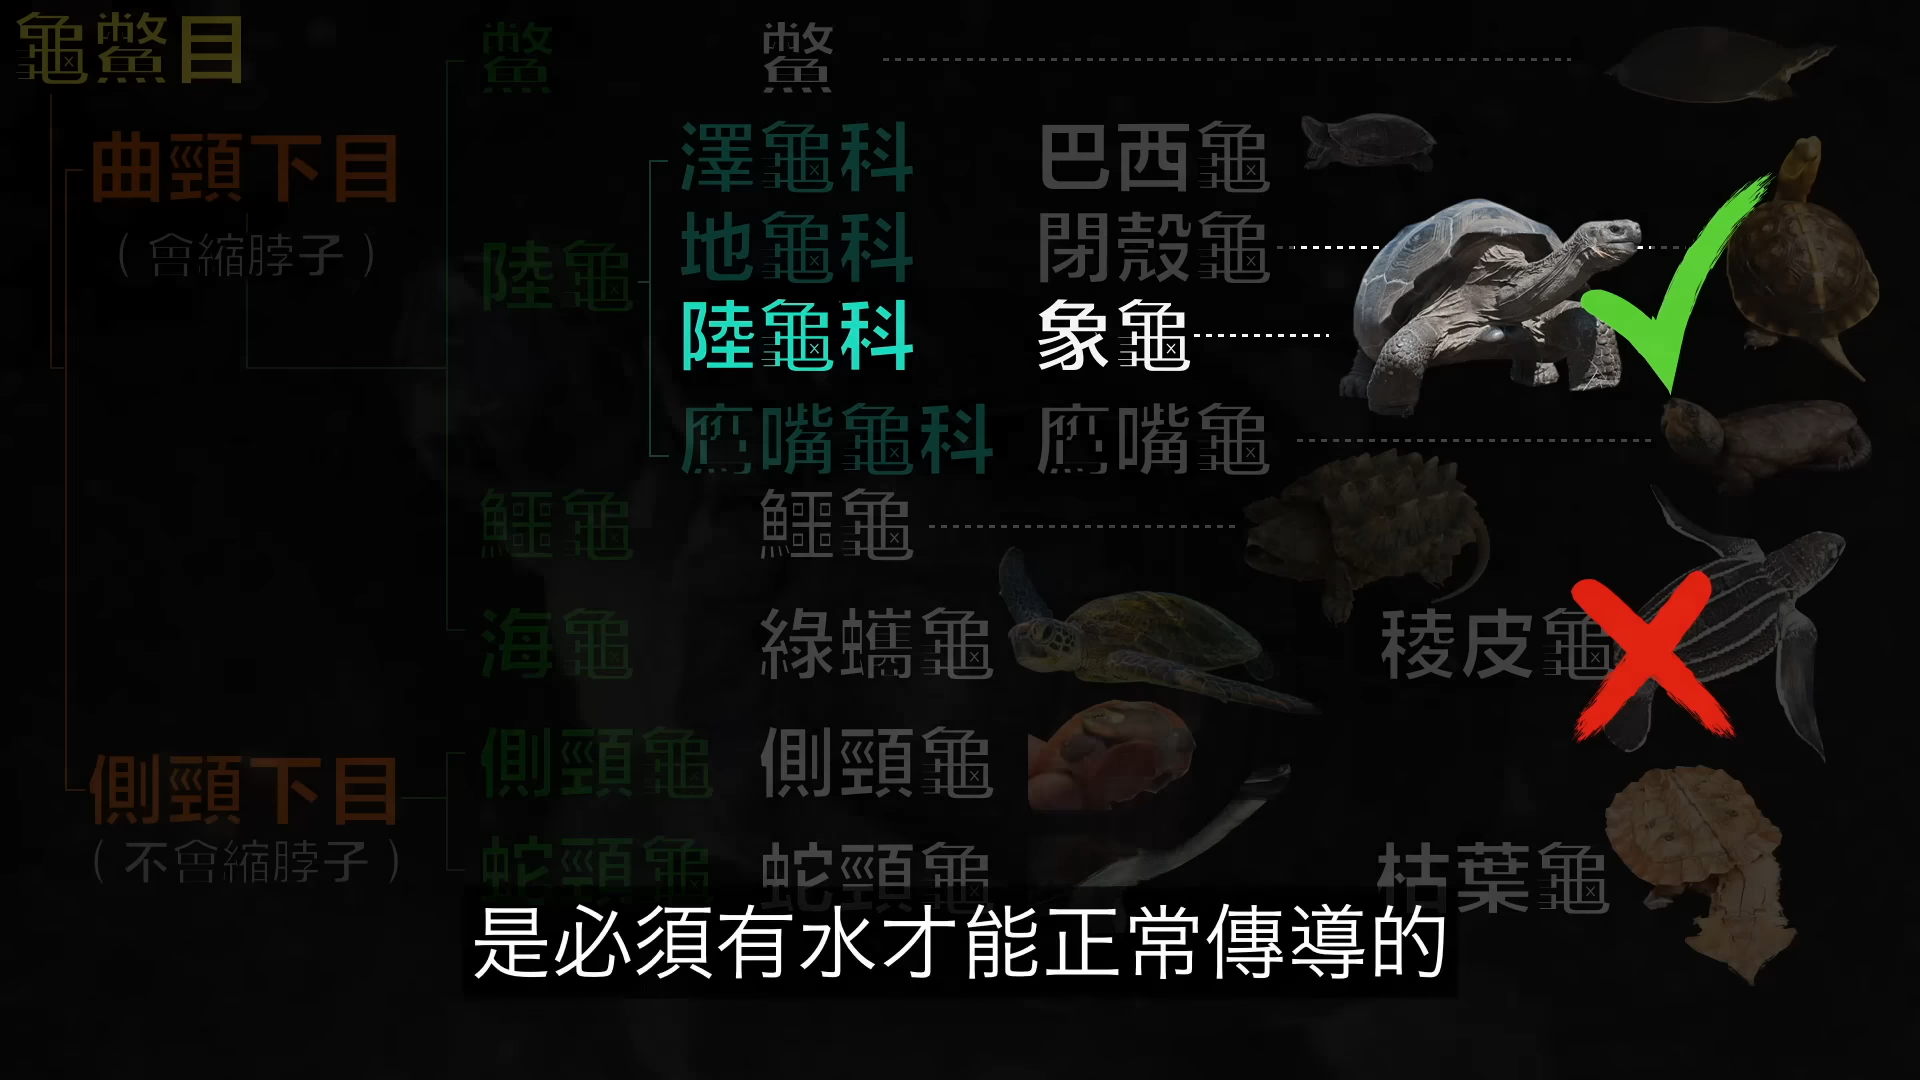 龜鱉目
鱉 鱉
曲頸下目
（會縮脖子）
澤龜科 巴西龜
地龜科 閉殼龜
陸龜
陸龜科 象龜
鷹嘴龜科 鷹嘴龜
鱷龜 鱷龜
海龜 綠蠵龜 稜皮龜
側頸下目
（不會縮脖子）
側頸龜 側頸龜
蛇頸龜 蛇頸龜 枯葉龜
是必須有水才能正常傳導的